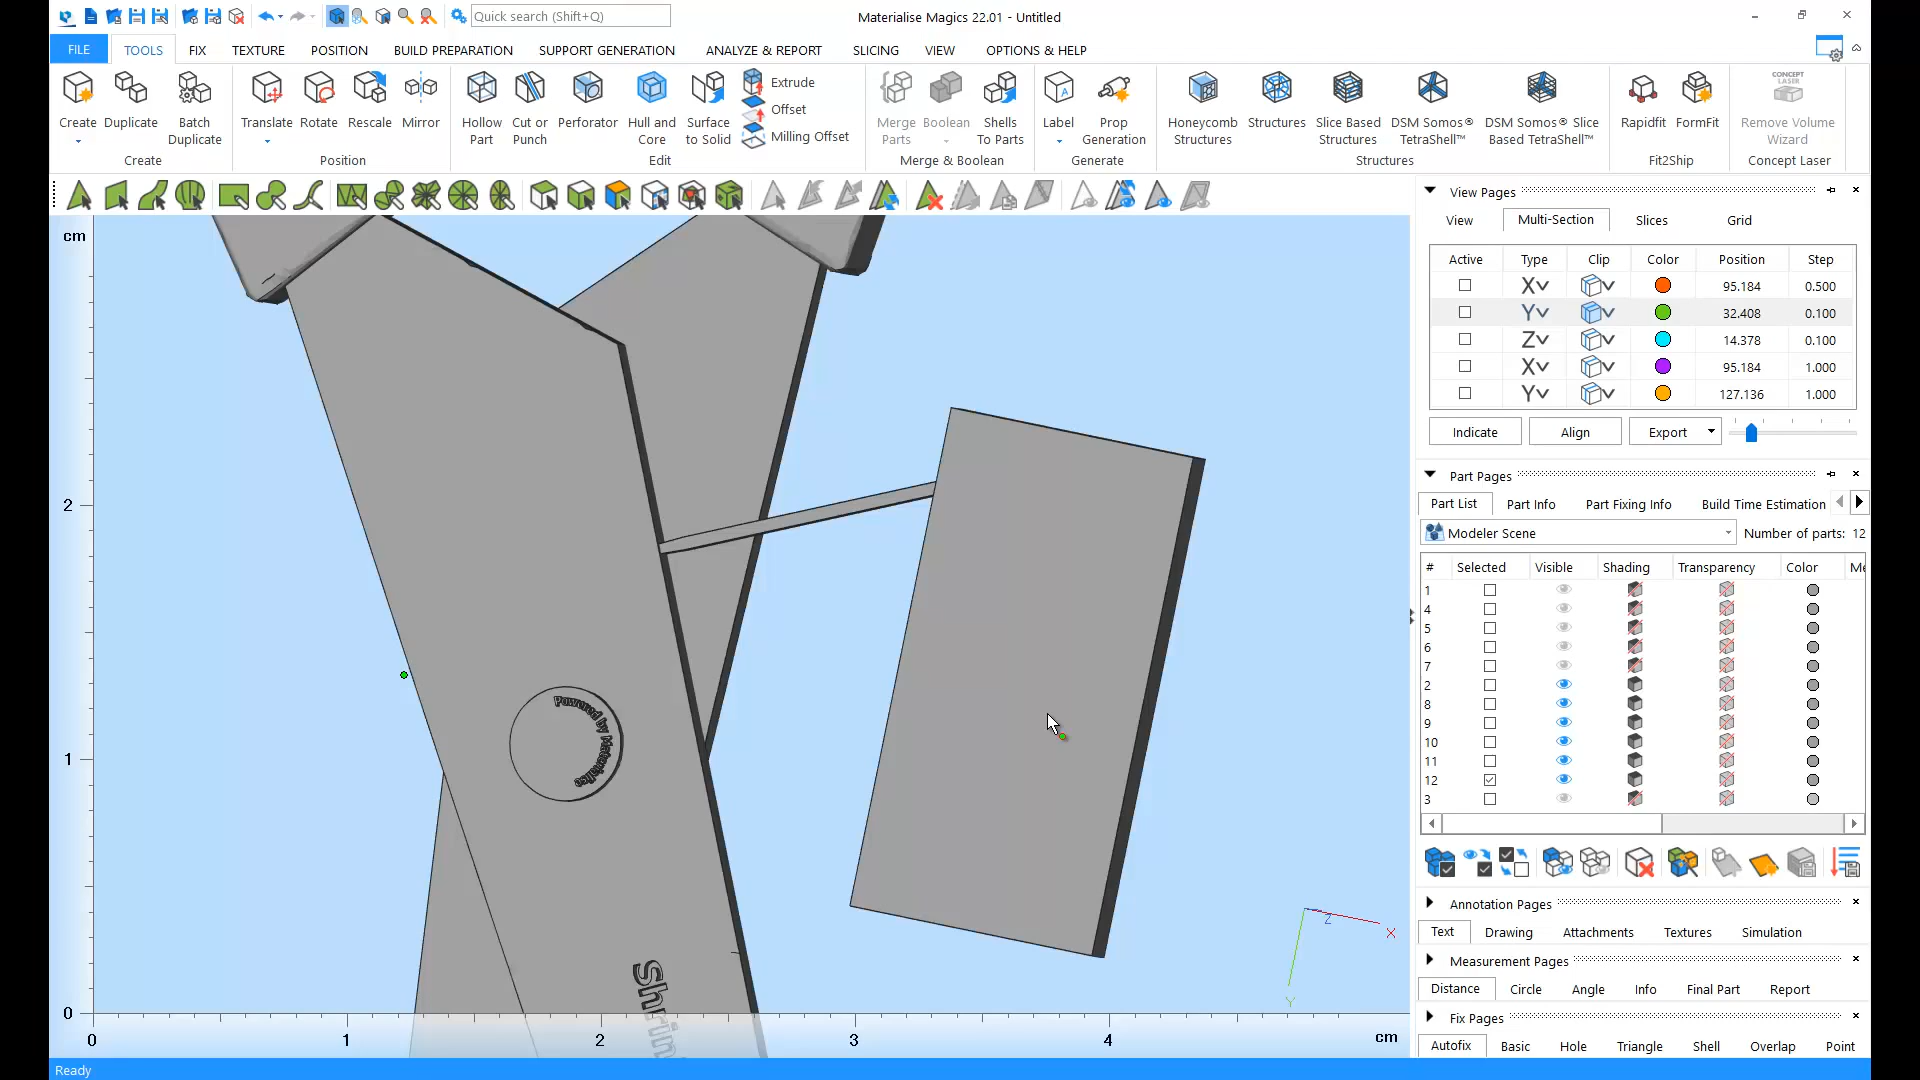 Quick search (Shift+Q)
Materialise Magics 22.01 - Untitled
FILE TOOLS FIX TEXTURE POSITION BUILD PREPARATION SUPPORT GENERATION ANALYZE & REPORT SLICING VIEW OPTIONS & HELP
Create Duplicate Batch Duplicate
Create
Translate Rotate Rescale Mirror
Position
Hollow Part Cut or Punch Perforator Hull and Core Surface to Solid Extrude Offset Milling Offset
Edit
Merge Parts Boolean Shells To Parts
Merge & Boolean
Label Prop Generation
Generate
Honeycomb Structures Structures Slice Based Structures DSM Somos® TetraShell™ DSM Somos® Slice Based TetraShell™
Structures
Rapidfit FormFit
Fit2Ship
CONCEPT LASER
Remove Volume Wizard
Concept Laser
cm
2
1
0
0 1 2 3 4 cm
Powered by Materialise
Shrim
Z
X
Y
View Pages
View Multi-Section Slices Grid
Active Type Clip Color Position Step
X 95.184 0.500
Y 32.408 0.100
Z 14.378 0.100
X 95.184 1.000
Y 127.136 1.000
Indicate Align Export
Part Pages
Part List Part Info Part Fixing Info Build Time Estimation
Modeler Scene Number of parts: 12
# Selected Visible Shading Transparency Color Me
1
4
5
6
7
2
8
9
10
11
12
3
Annotation Pages
Text Drawing Attachments Textures Simulation
Measurement Pages
Distance Circle Angle Info Final Part Report
Fix Pages
Autofix Basic Hole Triangle Shell Overlap Point
Ready